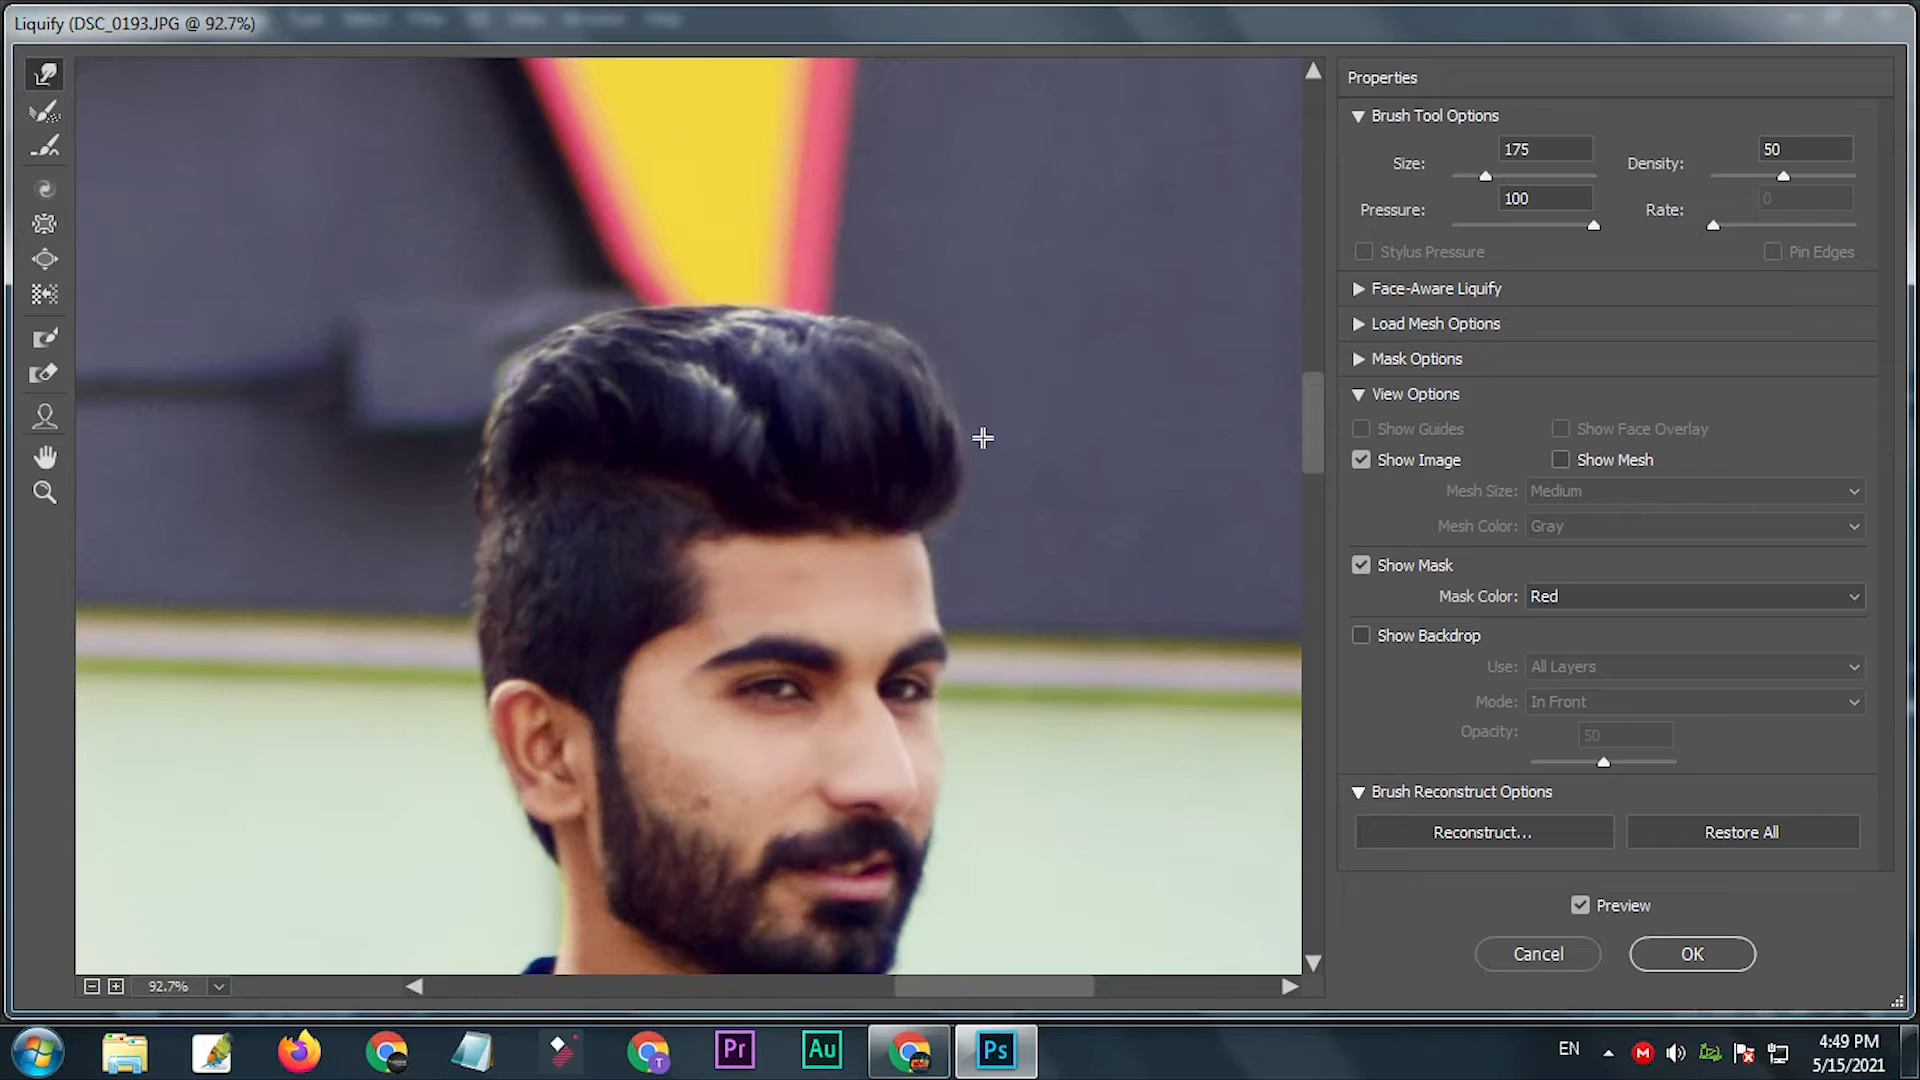 Liquify (DSC_0193.JPG @ 92.7%)
Properties
Brush Tool Options
Size: 175 Density: 50
Pressure: 100 Rate: 0
Stylus Pressure Pin Edges
Face-Aware Liquify
Load Mesh Options
Mask Options
View Options
Show Guides Show Face Overlay
Show Image Show Mesh
Mesh Size: Medium
Mesh Color: Gray
Show Mask
Mask Color: Red
Show Backdrop
Use: All Layers
Mode: In Front
Opacity: 50
Brush Reconstruct Options
Reconstruct... Restore All
Preview
Cancel OK
92.7%
T Pr Au Ps EN M 4:49 PM
5/15/2021